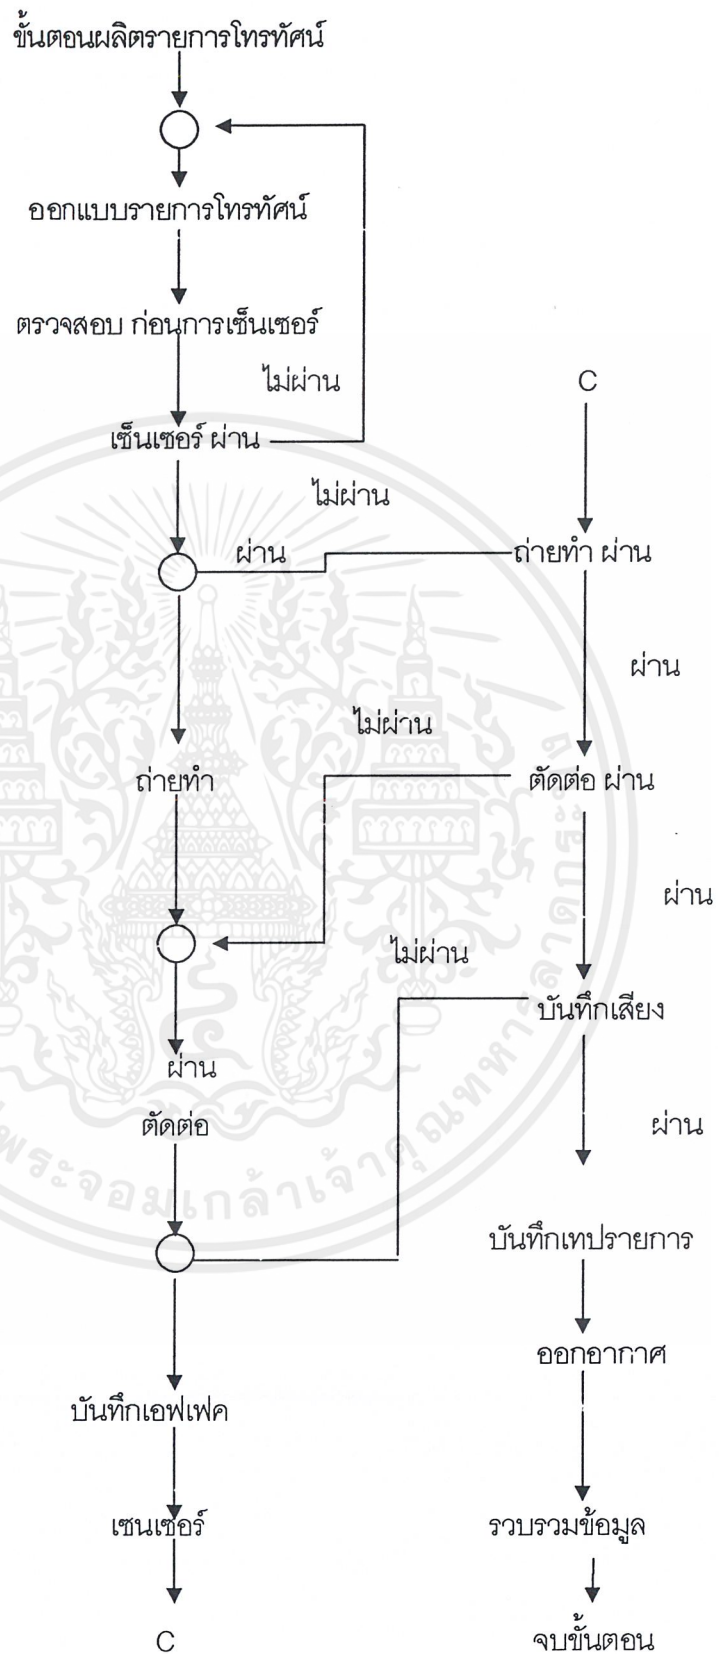 ขั้นตอนผลิตรายการโทรทัศน์
ออกแบบรายการโทรทัศน์
ตรวจสอบ ก่อนการเซ็นเซอร์
ไม่ผ่าน
เซ็นเซอร์ ผ่าน
ไม่ผ่าน
ผ่าน
ถ่ายทำ
ผ่าน
ตัดต่อ
บันทึกเอฟเฟค
เซนเซอร์
C
C
ถ่ายทำ ผ่าน
ผ่าน
ไม่ผ่าน
ตัดต่อ ผ่าน
ผ่าน
ไม่ผ่าน
บันทึกเสียง
ผ่าน
บันทึกเทปรายการ
ออกอากาศ
รวบรวมข้อมูล
จบขั้นตอน